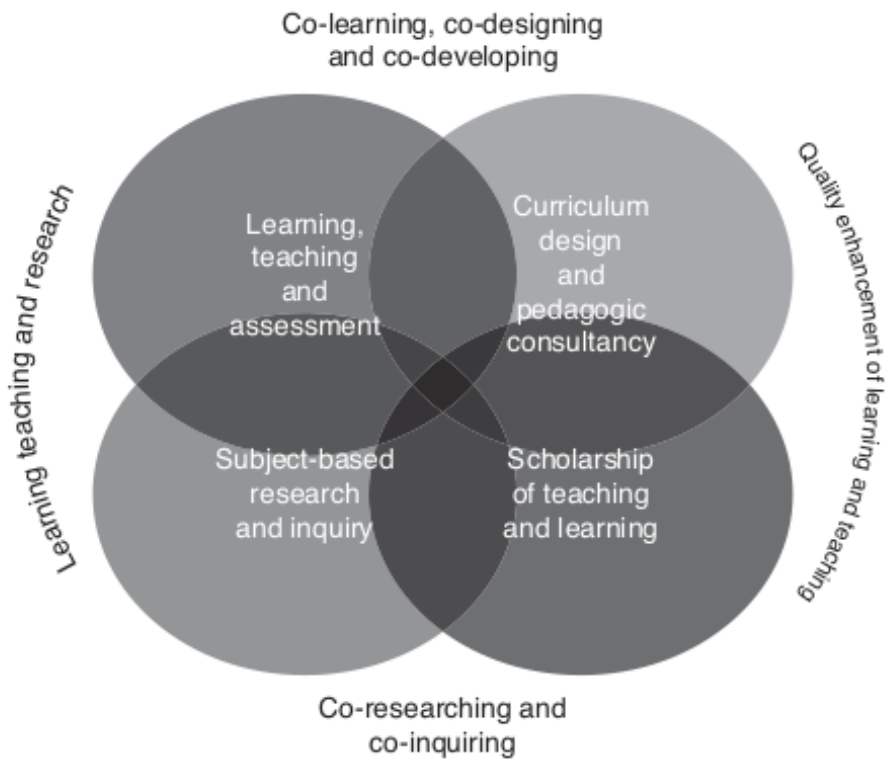 Co-learning, co-designing
and co-developing
Learning teaching and research
Learning,
teaching
and
assessment
Curriculum
design
and
pedagogic
consultancy
Quality enhancement of learning and teaching
Subject-based
research
and inquiry
Scholarship
of teaching
and learning
Co-researching and
co-inquiring